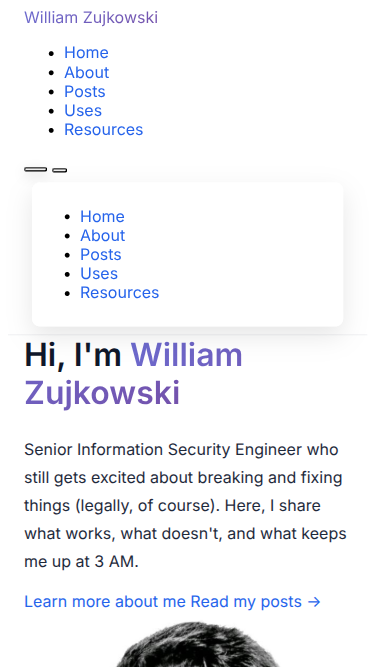 William Zujkowski
Home
About
Posts
Uses
Resources
Home
About
Posts
Uses
Resources
Hi, I'm William
Zujkowski
Senior Information Security Engineer who
still gets excited about breaking and fixing
things (legally, of course). Here, I share
what works, what doesn't, and what keeps
me up at 3 AM.
Learn more about me Read my posts →